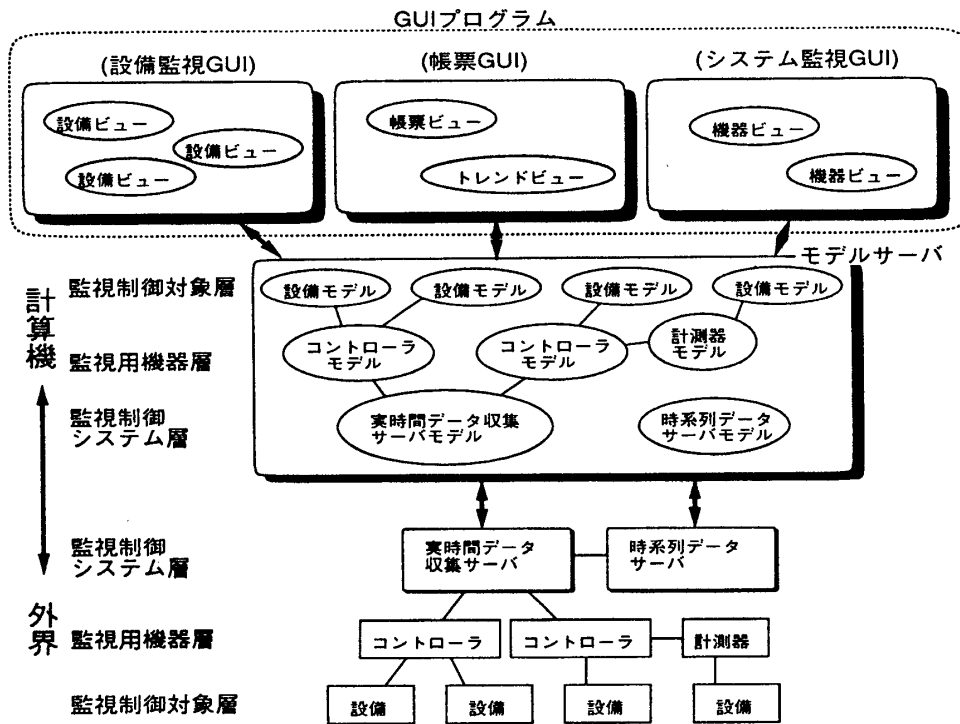 GUIプログラム
(設備監視GUI)
(帳票GUI)
(システム監視GUI)
設備ビュー
設備ビュー
設備ビュー
帳票ビュー
トレンドビュー
機器ビュー
機器ビュー
モデルサーバ
計算機
監視制御対象層
設備モデル
設備モデル
設備モデル
設備モデル
監視用機器層
コントローラ
モデル
コントローラ
モデル
計測器
モデル
監視制御
システム層
実時間データ収集
サーバモデル
時系列データ
サーバモデル
監視制御
システム層
実時間データ
収集サーバ
時系列データ
サーバ
外界
監視用機器層
コントローラ
コントローラ
計測器
監視制御対象層
設備
設備
設備
設備